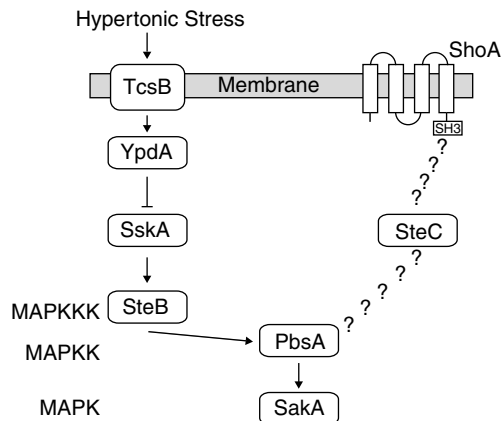 Hypertonic Stress
ShoA
TcsB
Membrane
SH3
YpdA
?
?
?
?
?
SskA
SteC
?
?
?
?
?
MAPKKK
SteB
PbsA
MAPKK
MAPK
SakA